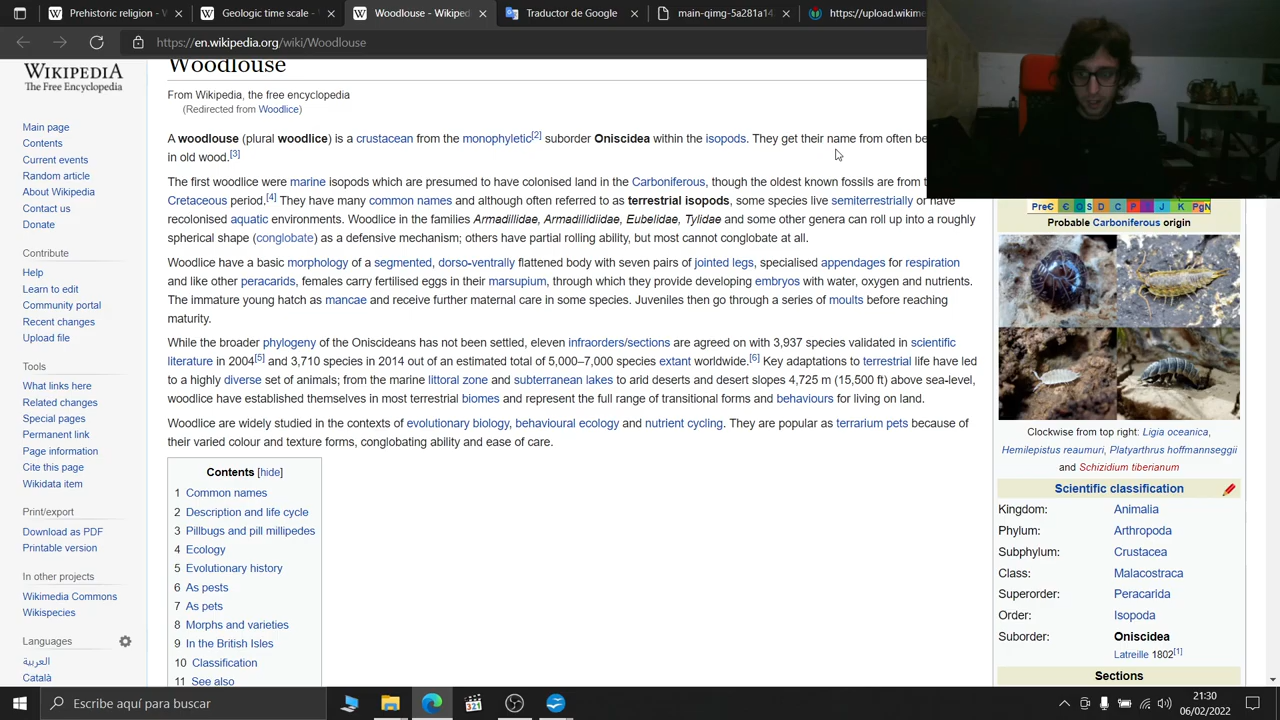 Prehistoric religion -
Geologic time scale -
Woodlouse - Wikiped
Traductor de Google
main-qimg-5a281a14
https://upload.wikime
https://en.wikipedia.org/wiki/Woodlouse
WIKIPEDIA
The Free Encyclopedia
Main page
Contents
Current events
Random article
About Wikipedia
Contact us
Donate
Contribute
Help
Learn to edit
Community portal
Recent changes
Upload file
Tools
What links here
Related changes
Special pages
Permanent link
Page information
Cite this page
Wikidata item
Print/export
Download as PDF
Printable version
In other projects
Wikimedia Commons
Wikispecies
Languages
العربية
Català
Woodlouse
From Wikipedia, the free encyclopedia
(Redirected from Woodlice)
A woodlouse (plural woodlice) is a crustacean from the monophyletic[2] suborder Oniscidea within the isopods. They get their name from often be
in old wood.[3]
The first woodlice were marine isopods which are presumed to have colonised land in the Carboniferous, though the oldest known fossils are from t
Cretaceous period.[4] They have many common names and although often referred to as terrestrial isopods, some species live semiterrestrially or have
recolonised aquatic environments. Woodlice in the families Armadillidae, Armadillidiidae, Eubelidae, Tylidae and some other genera can roll up into a roughly
spherical shape (conglobate) as a defensive mechanism; others have partial rolling ability, but most cannot conglobate at all.
Woodlice have a basic morphology of a segmented, dorso-ventrally flattened body with seven pairs of jointed legs, specialised appendages for respiration
and like other peracarids, females carry fertilised eggs in their marsupium, through which they provide developing embryos with water, oxygen and nutrients.
The immature young hatch as mancae and receive further maternal care in some species. Juveniles then go through a series of moults before reaching
maturity.
While the broader phylogeny of the Oniscideans has not been settled, eleven infraorders/sections are agreed on with 3,937 species validated in scientific
literature in 2004[5] and 3,710 species in 2014 out of an estimated total of 5,000–7,000 species extant worldwide.[6] Key adaptations to terrestrial life have led
to a highly diverse set of animals; from the marine littoral zone and subterranean lakes to arid deserts and desert slopes 4,725 m (15,500 ft) above sea-level,
woodlice have established themselves in most terrestrial biomes and represent the full range of transitional forms and behaviours for living on land.
Woodlice are widely studied in the contexts of evolutionary biology, behavioural ecology and nutrient cycling. They are popular as terrarium pets because of
their varied colour and texture forms, conglobating ability and ease of care.
Contents [hide]
1 Common names
2 Description and life cycle
3 Pillbugs and pill millipedes
4 Ecology
5 Evolutionary history
6 As pests
7 As pets
8 Morphs and varieties
9 In the British Isles
10 Classification
11 See also
PreꞒ Ꞓ O S D C P T J K PgN
Probable Carboniferous origin
Clockwise from top right: Ligia oceanica,
Hemilepistus reaumuri, Platyarthrus hoffmannseggii
and Schizidium tiberianum
Scientific classification
Kingdom: Animalia
Phylum: Arthropoda
Subphylum: Crustacea
Class: Malacostraca
Superorder: Peracarida
Order: Isopoda
Suborder: Oniscidea
Latreille 1802[1]
Sections
Escribe aquí para buscar
321
21:30
06/02/2022